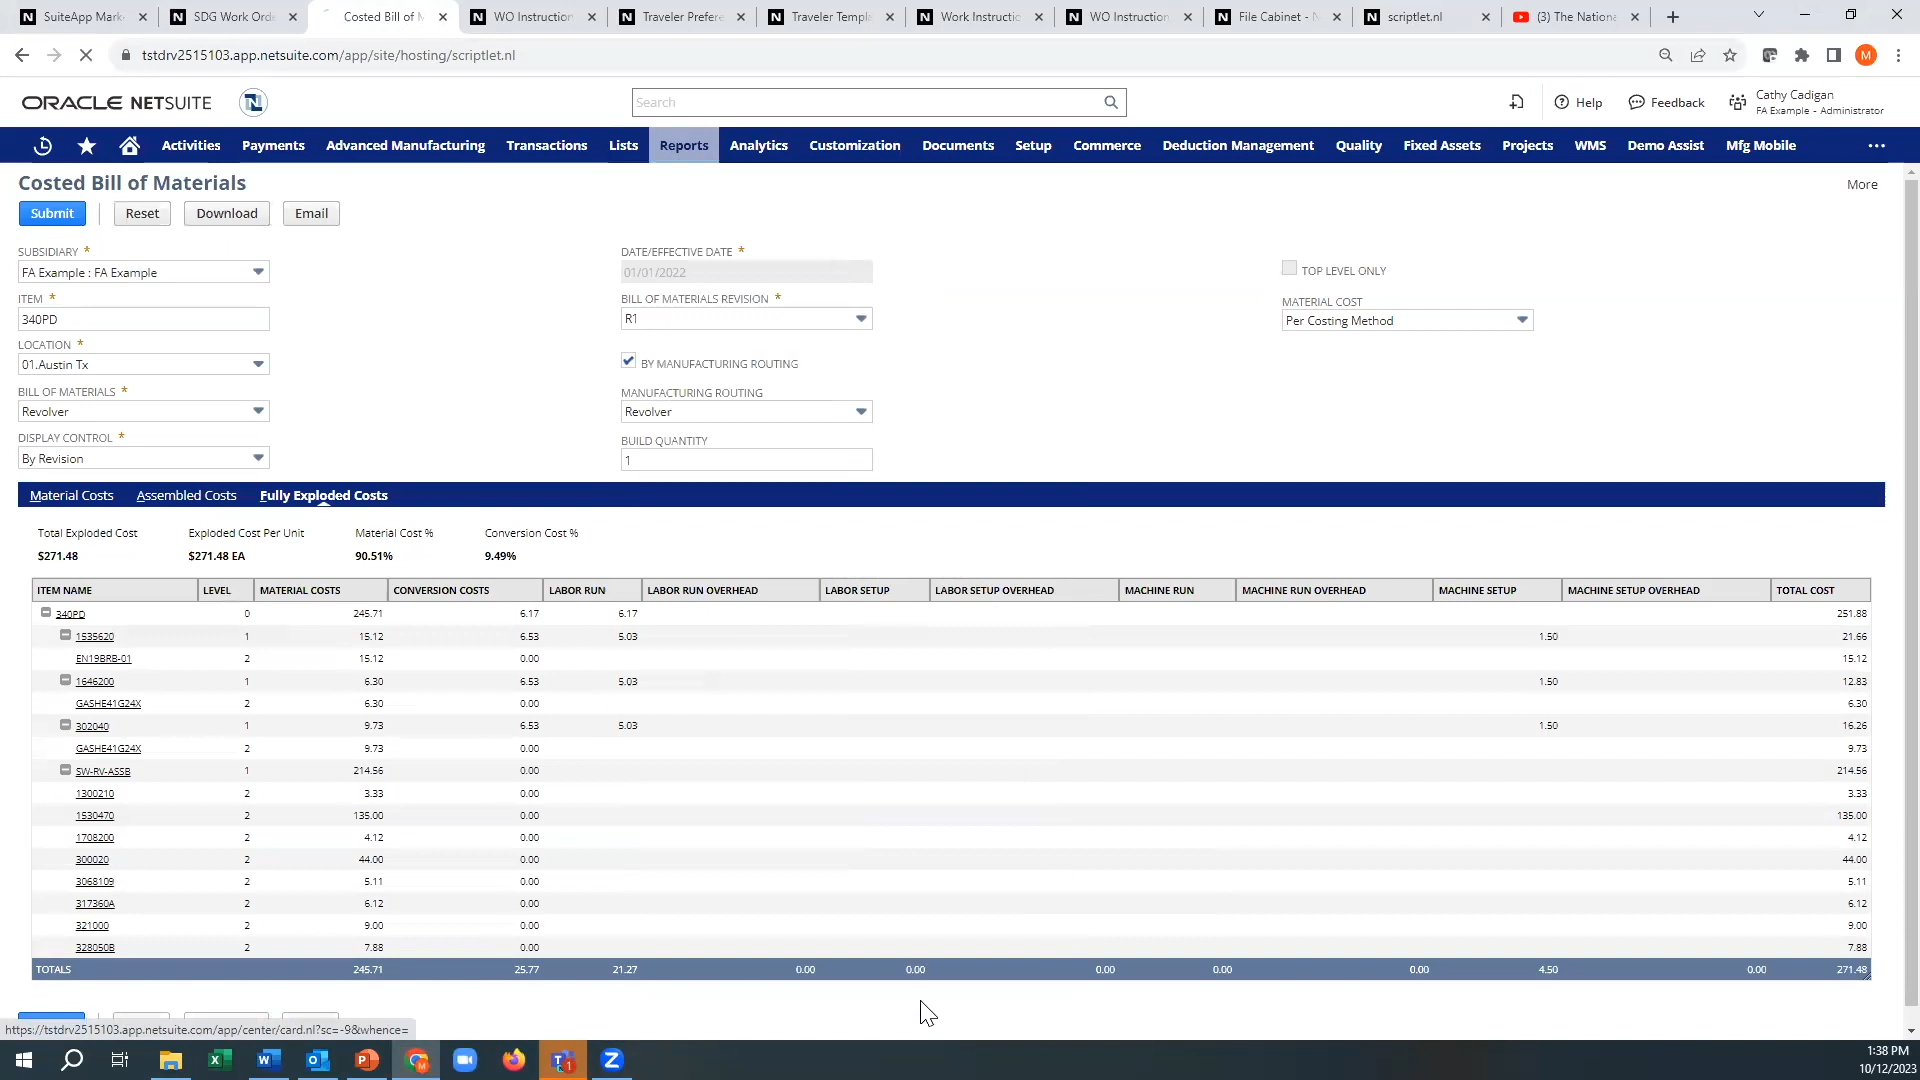 SuiteApp Mark
SDG Work Ord
Costed Bill of M
WO Instruction
Traveler Prefer
Traveler Templ
Work Instructi
WO Instruction
File Cabinet - N
scriptlet.nl
(3) The Nationa
tstdrv2515103.app.netsuite.com/app/site/hosting/scriptlet.nl
M
ORACLE NETSUITE
N
Search
Help
Feedback
Cathy Cadigan
FA Example - Administrator
Activities Payments Advanced Manufacturing Transactions Lists Reports Analytics Customization Documents Setup Commerce Deduction Management Quality Fixed Assets Projects WMS Demo Assist Mfg Mobile
Costed Bill of Materials
More
Submit Reset Download Email
SUBSIDIARY *
FA Example : FA Example
ITEM *
340PD
LOCATION *
01.Austin Tx
BILL OF MATERIALS *
Revolver
DISPLAY CONTROL *
By Revision
DATE/EFFECTIVE DATE *
01/01/2022
BILL OF MATERIALS REVISION *
R1
BY MANUFACTURING ROUTING
MANUFACTURING ROUTING
Revolver
BUILD QUANTITY
1
TOP LEVEL ONLY
MATERIAL COST
Per Costing Method
Material Costs Assembled Costs Fully Exploded Costs
Total Exploded Cost Exploded Cost Per Unit Material Cost % Conversion Cost %
$271.48 $271.48 EA 90.51% 9.49%
ITEM NAME LEVEL MATERIAL COSTS CONVERSION COSTS LABOR RUN LABOR RUN OVERHEAD LABOR SETUP LABOR SETUP OVERHEAD MACHINE RUN MACHINE RUN OVERHEAD MACHINE SETUP MACHINE SETUP OVERHEAD TOTAL COST
340PD 0 245.71 6.17 6.17 251.88
1535620 1 15.12 6.53 5.03 1.50 21.66
EN19BRB-01 2 15.12 0.00 15.12
1646200 1 6.30 6.53 5.03 1.50 12.83
GASHE41G24X 2 6.30 0.00 6.30
302040 1 9.73 6.53 5.03 1.50 16.26
GASHE41G24X 2 9.73 0.00 9.73
SW-RV-ASSB 1 214.56 0.00 214.56
1300210 2 3.33 0.00 3.33
1530470 2 135.00 0.00 135.00
1708200 2 4.12 0.00 4.12
300020 2 44.00 0.00 44.00
3068109 2 5.11 0.00 5.11
317360A 2 6.12 0.00 6.12
321000 2 9.00 0.00 9.00
328050B 2 7.88 0.00 7.88
TOTALS 245.71 25.77 21.27 0.00 0.00 0.00 0.00 0.00 4.50 0.00 271.48
https://tstdrv2515103.app.netsuite.com/app/center/card.nl?sc=-9&whence=
1:38 PM
10/12/2023